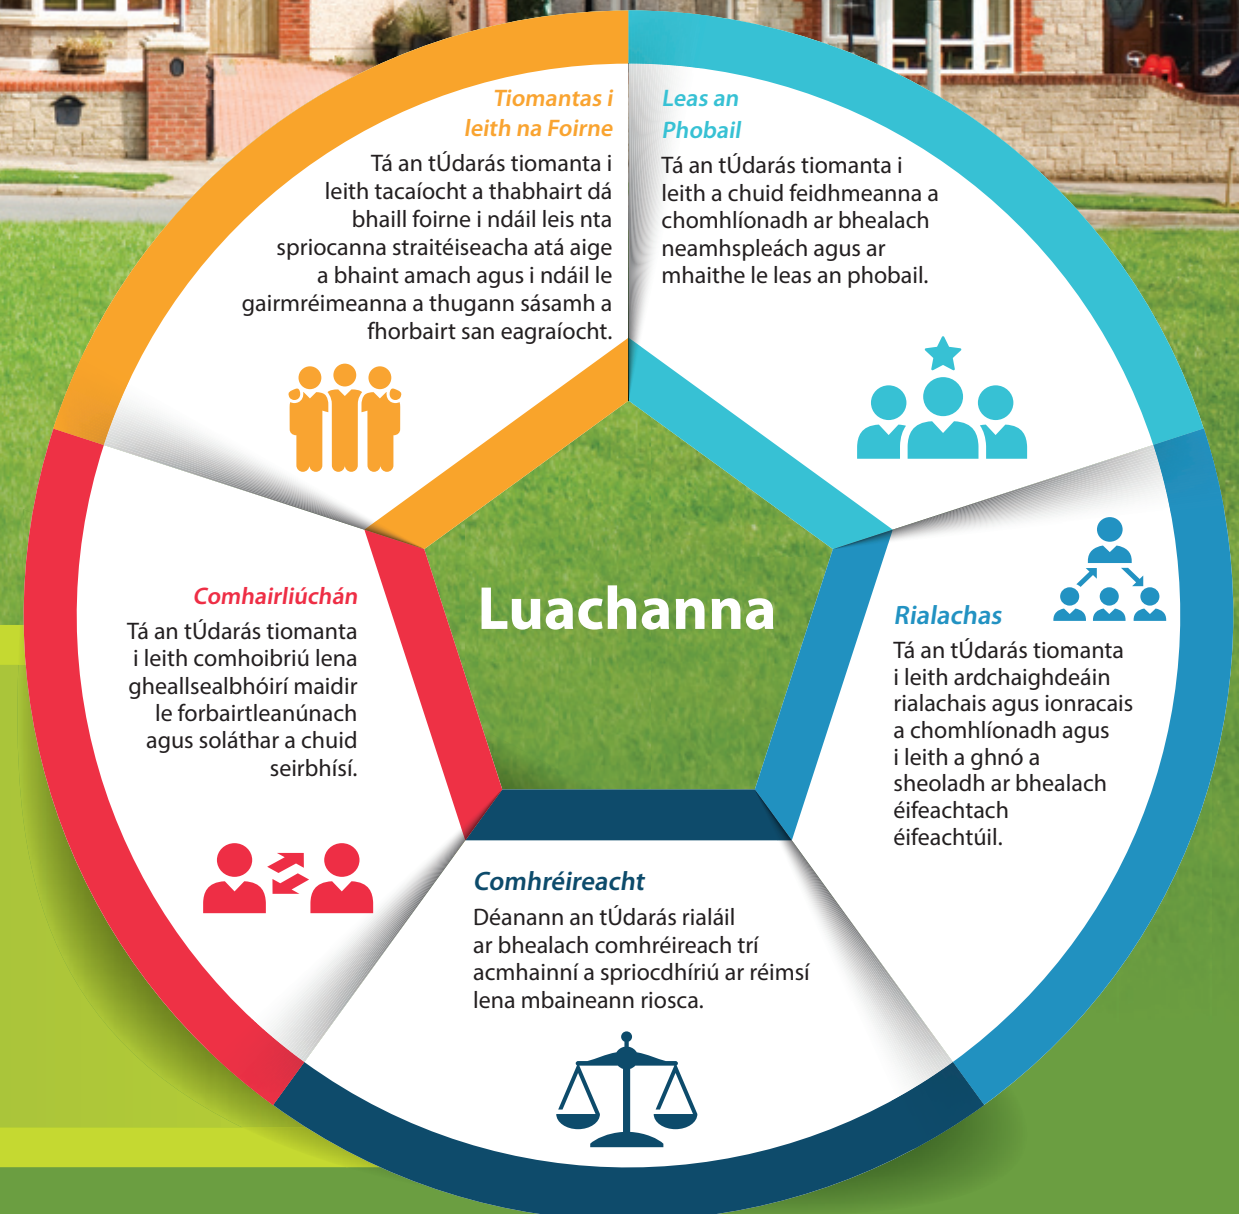 Tiomantas i
leith na Foirne
Tá an tÚdarás tiomanta i
leith tacaíocht a thabhairt dá
bhaill foirne i ndáil leis nta
spriocanna straitéiseacha atá aige
a bhaint amach agus i ndáil le
gairmréimeanna a thugann sásamh a
fhorbairt san eagraíocht.
Leas an
Phobail
Tá an tÚdarás tiomanta i
leith a chuid feidhmeanna a
chomhlíonadh ar bhealach
neamhspleách agus ar
mhaithe le leas an phobail.
Luachanna
Comhairliúchán
Tá an tÚdarás tiomanta
i leith comhoibriú lena
gheallsealbhóirí maidir
le forbairtleanúnach
agus soláthar a chuid
seirbhísí.
Rialachas
Tá an tÚdarás tiomanta
i leith ardchaighdeáin
rialachais agus ionracais
a chomhlíonadh agus
i leith a ghnó a
sheoladh ar bhealach
éifeachtach
éifeachtúil.
Comhréireacht
Déanann an tÚdarás rialáil
ar bhealach comhréireach trí
acmhainní a spriocdhíriú ar réimsí
lena mbaineann riosca.